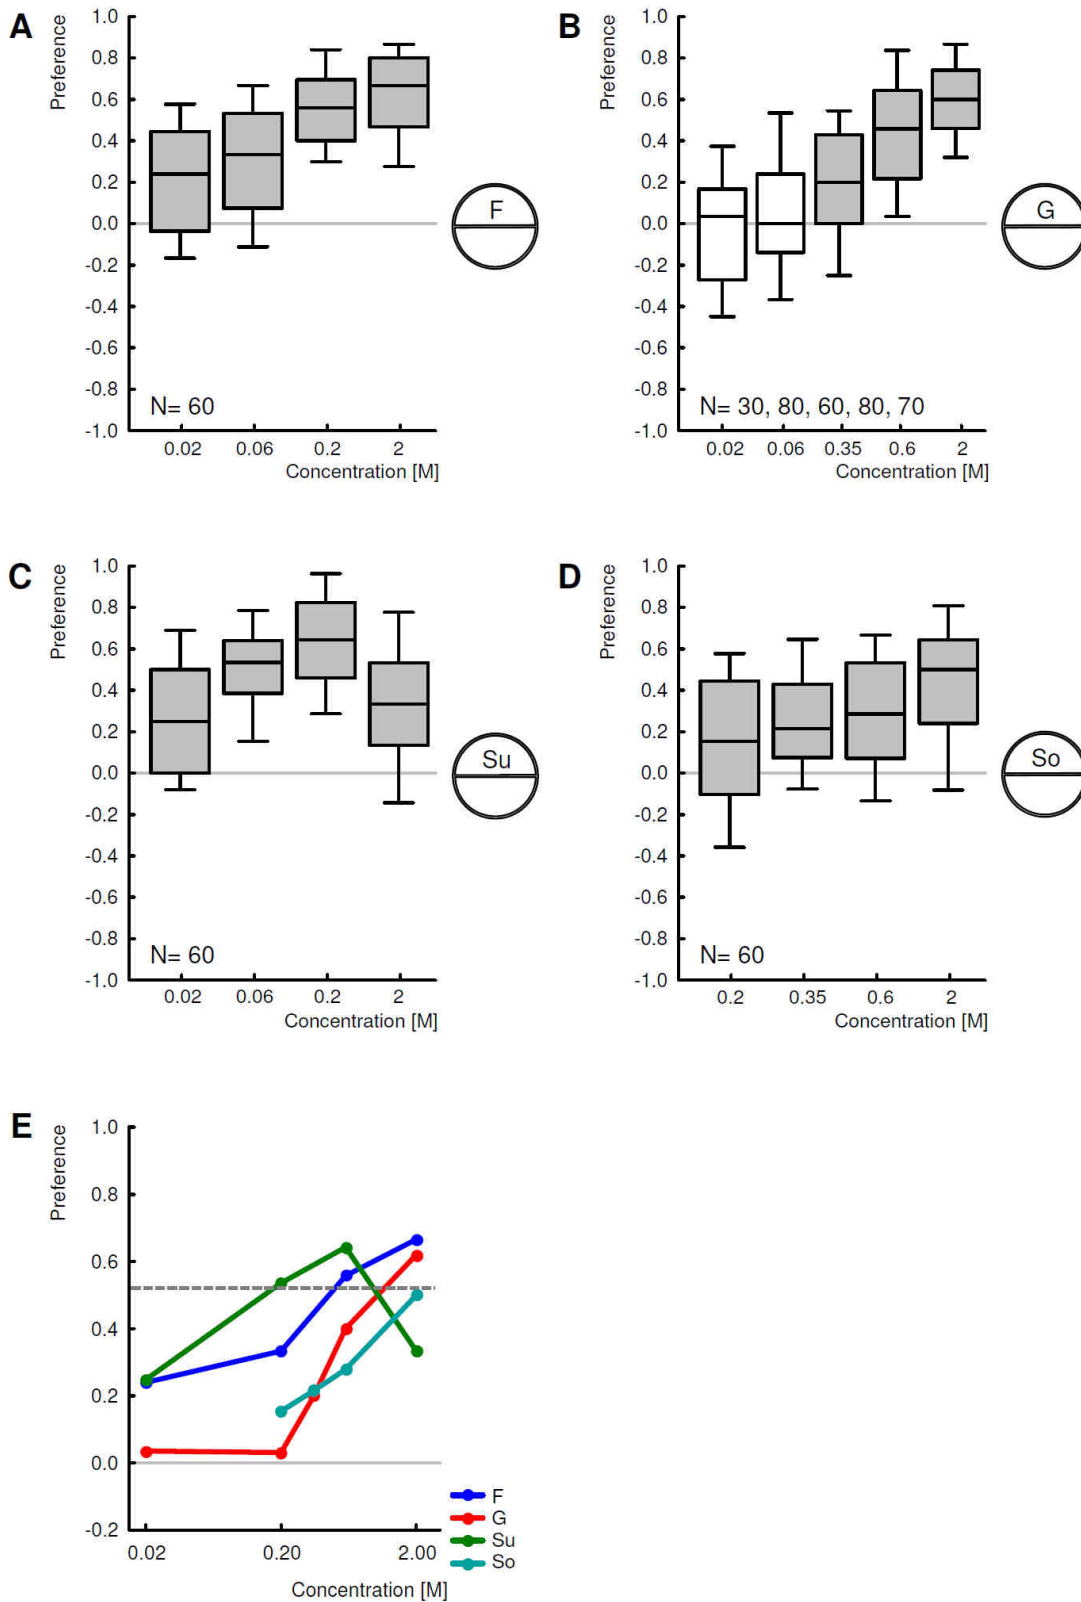 A
Preference
1.0
0.8
0.6
0.4
0.2
0.0
-0.2
-0.4
-0.6
-0.8
-1.0
F
N= 60
0.02 0.06 0.2 2
Concentration [M]
B
Preference
1.0
0.8
0.6
0.4
0.2
0.0
-0.2
-0.4
-0.6
-0.8
-1.0
G
N= 30, 80, 60, 80, 70
0.02 0.06 0.35 0.6 2
Concentration [M]
C
Preference
1.0
0.8
0.6
0.4
0.2
0.0
-0.2
-0.4
-0.6
-0.8
-1.0
Su
N= 60
0.02 0.06 0.2 2
Concentration [M]
D
Preference
1.0
0.8
0.6
0.4
0.2
0.0
-0.2
-0.4
-0.6
-0.8
-1.0
So
N= 60
0.2 0.35 0.6 2
Concentration [M]
E
Preference
1.0
0.8
0.6
0.4
0.2
0.0
-0.2
0.02 0.20 2.00
Concentration [M]
F
G
Su
So